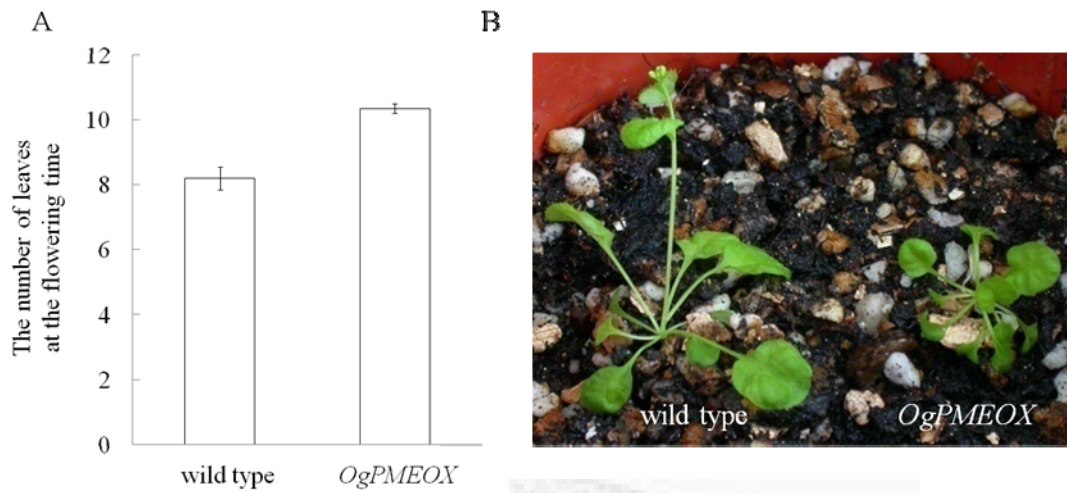 A
The number of leaves
at the flowering time
12
10
8
6
4
2
0
wild type
OgPMEOX
B
wild type
OgPMEOX